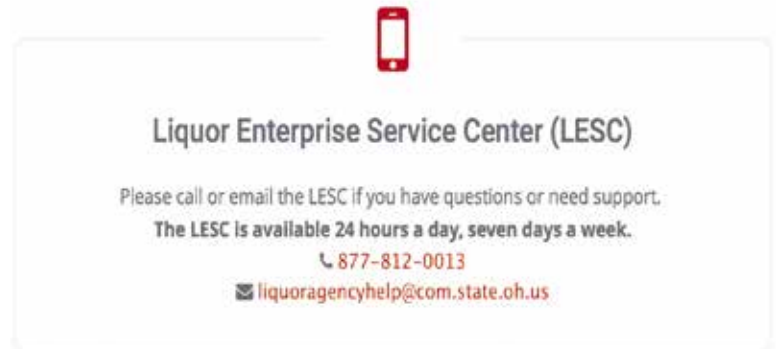 Liquor Enterprise Service Center (LESC)
Please call or email the LESC if you have questions or need support.
The LESC is available 24 hours a day, seven days a week.
877-812-0013
liquoragencyhelp@com.state.oh.us